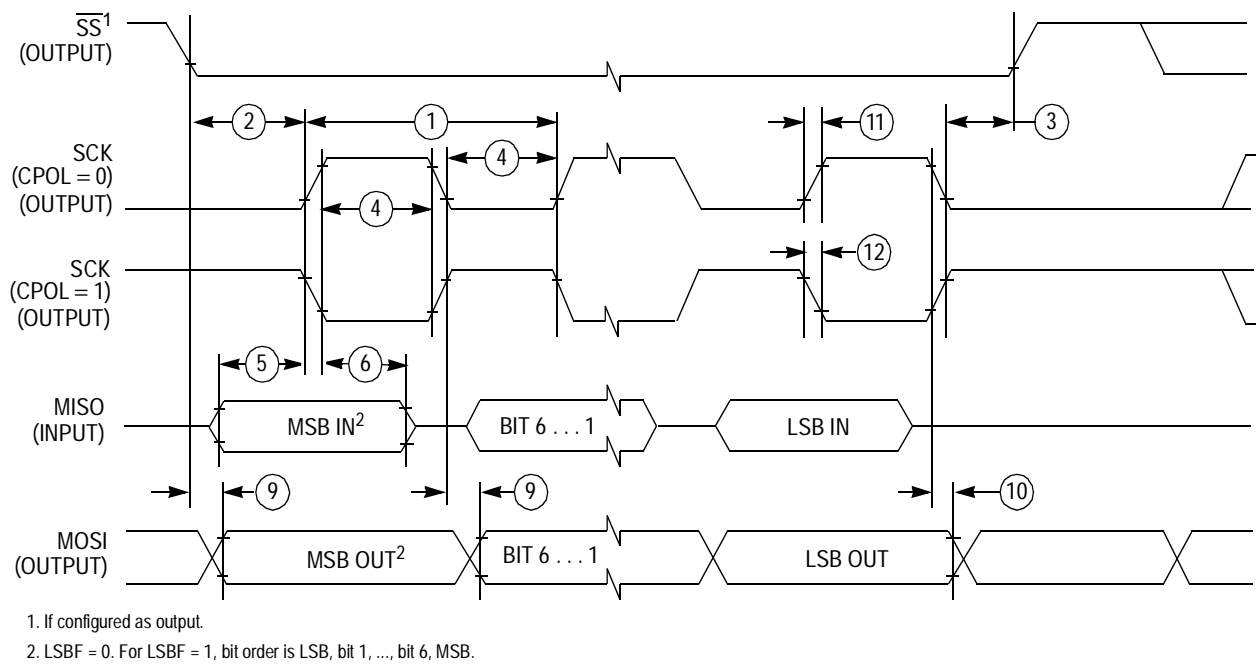 SS¹
(OUTPUT)
2
1
11
3
SCK
(CPOL = 0)
(OUTPUT)
4
4
SCK
(CPOL = 1)
(OUTPUT)
12
5
6
MISO
(INPUT)
MSB IN²
BIT 6 . . . 1
LSB IN
9
9
10
MOSI
(OUTPUT)
MSB OUT²
BIT 6 . . . 1
LSB OUT
1. If configured as output.
2. LSBF = 0. For LSBF = 1, bit order is LSB, bit 1, ..., bit 6, MSB.